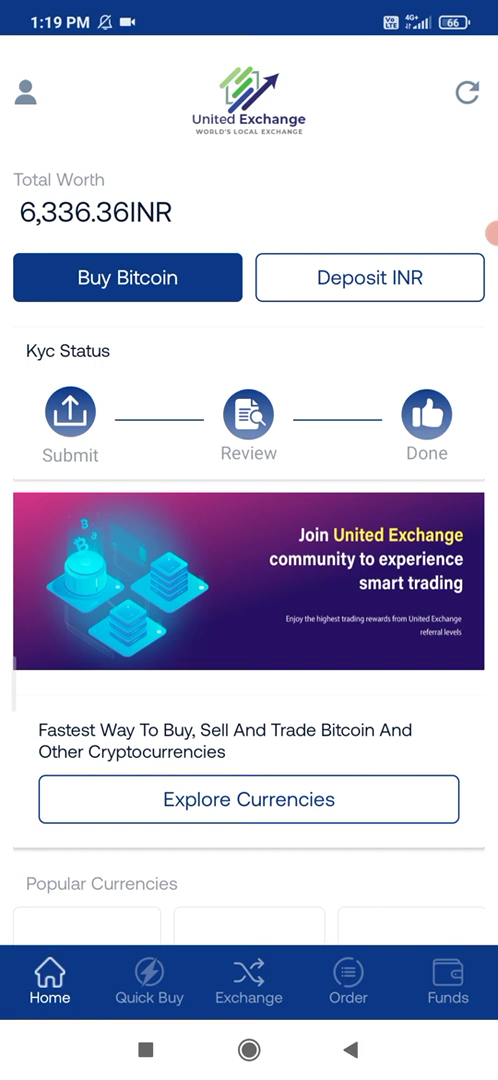 1:19 PM
Vo LTE 4G+ 66
United Exchange
WORLD'S LOCAL EXCHANGE
Total Worth
6,336.36INR
Buy Bitcoin
Deposit INR
Kyc Status
Submit
Review
Done
Join United Exchange
community to experience
smart trading
Enjoy the highest trading rewards from United Exchange
referral levels
Fastest Way To Buy, Sell And Trade Bitcoin And
Other Cryptocurrencies
Explore Currencies
Popular Currencies
Home
Quick Buy
Exchange
Order
Funds